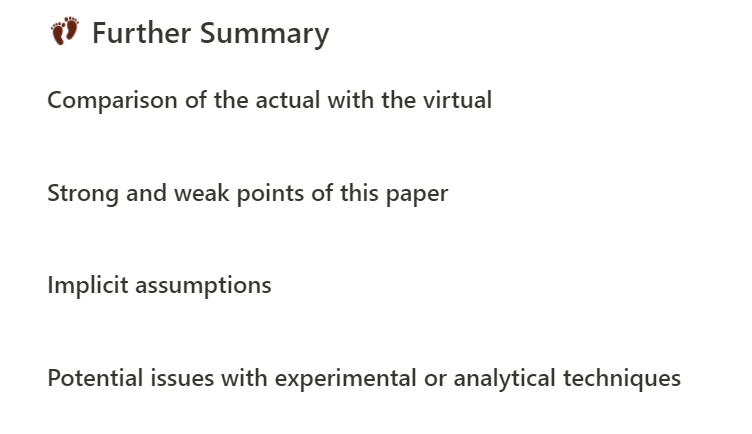 Further Summary
Comparison of the actual with the virtual
Strong and weak points of this paper
Implicit assumptions
Potential issues with experimental or analytical techniques